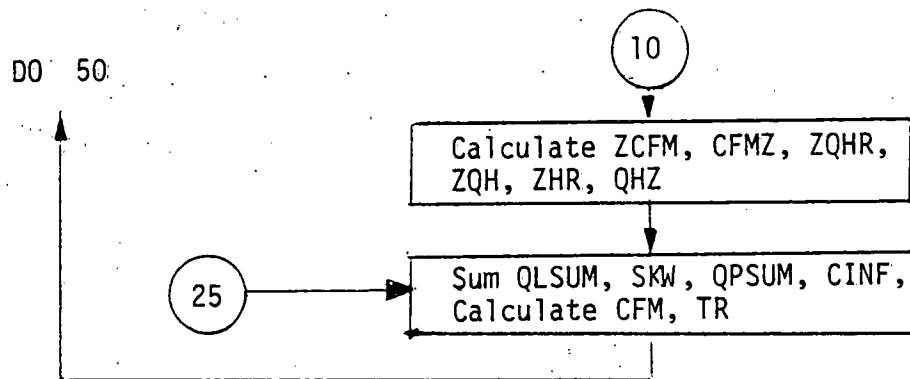 10
DO 50
Calculate ZCFM, CFMZ, ZQHR,
ZQH, ZHR, QHZ
25
Sum QLSUM, SKW, QPSUM, CINF,
Calculate CFM, TR